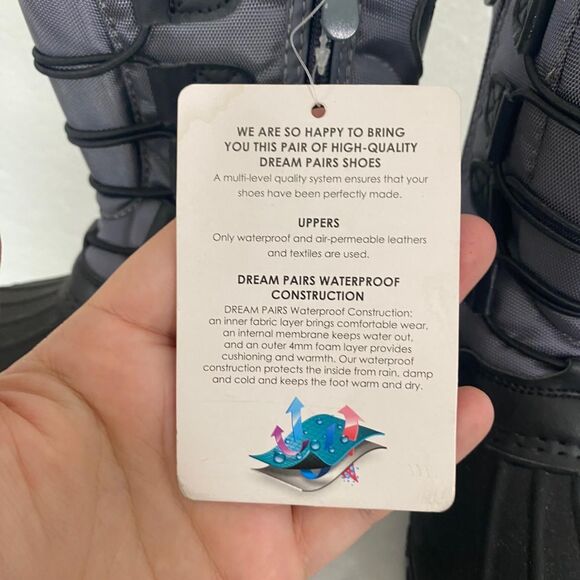 WE ARE SO HAPPY TO BRING
YOU THIS PAIR OF HIGH-QUALITY
DREAM PAIRS SHOES
A multi-level quality system ensures that your
shoes have been perfectly made.
UPPERS
Only waterproof and air-permeable leathers
and textiles are used.
DREAM PAIRS WATERPROOF
CONSTRUCTION
DREAM PAIRS Waterproof Construction:
an inner fabric layer brings comfortable wear,
an internal membrane keeps water out,
and an outer 4mm foam layer provides
cushioning and warmth. Our waterproof
construction protects the inside from rain, damp
and cold and keeps the foot warm and dry.